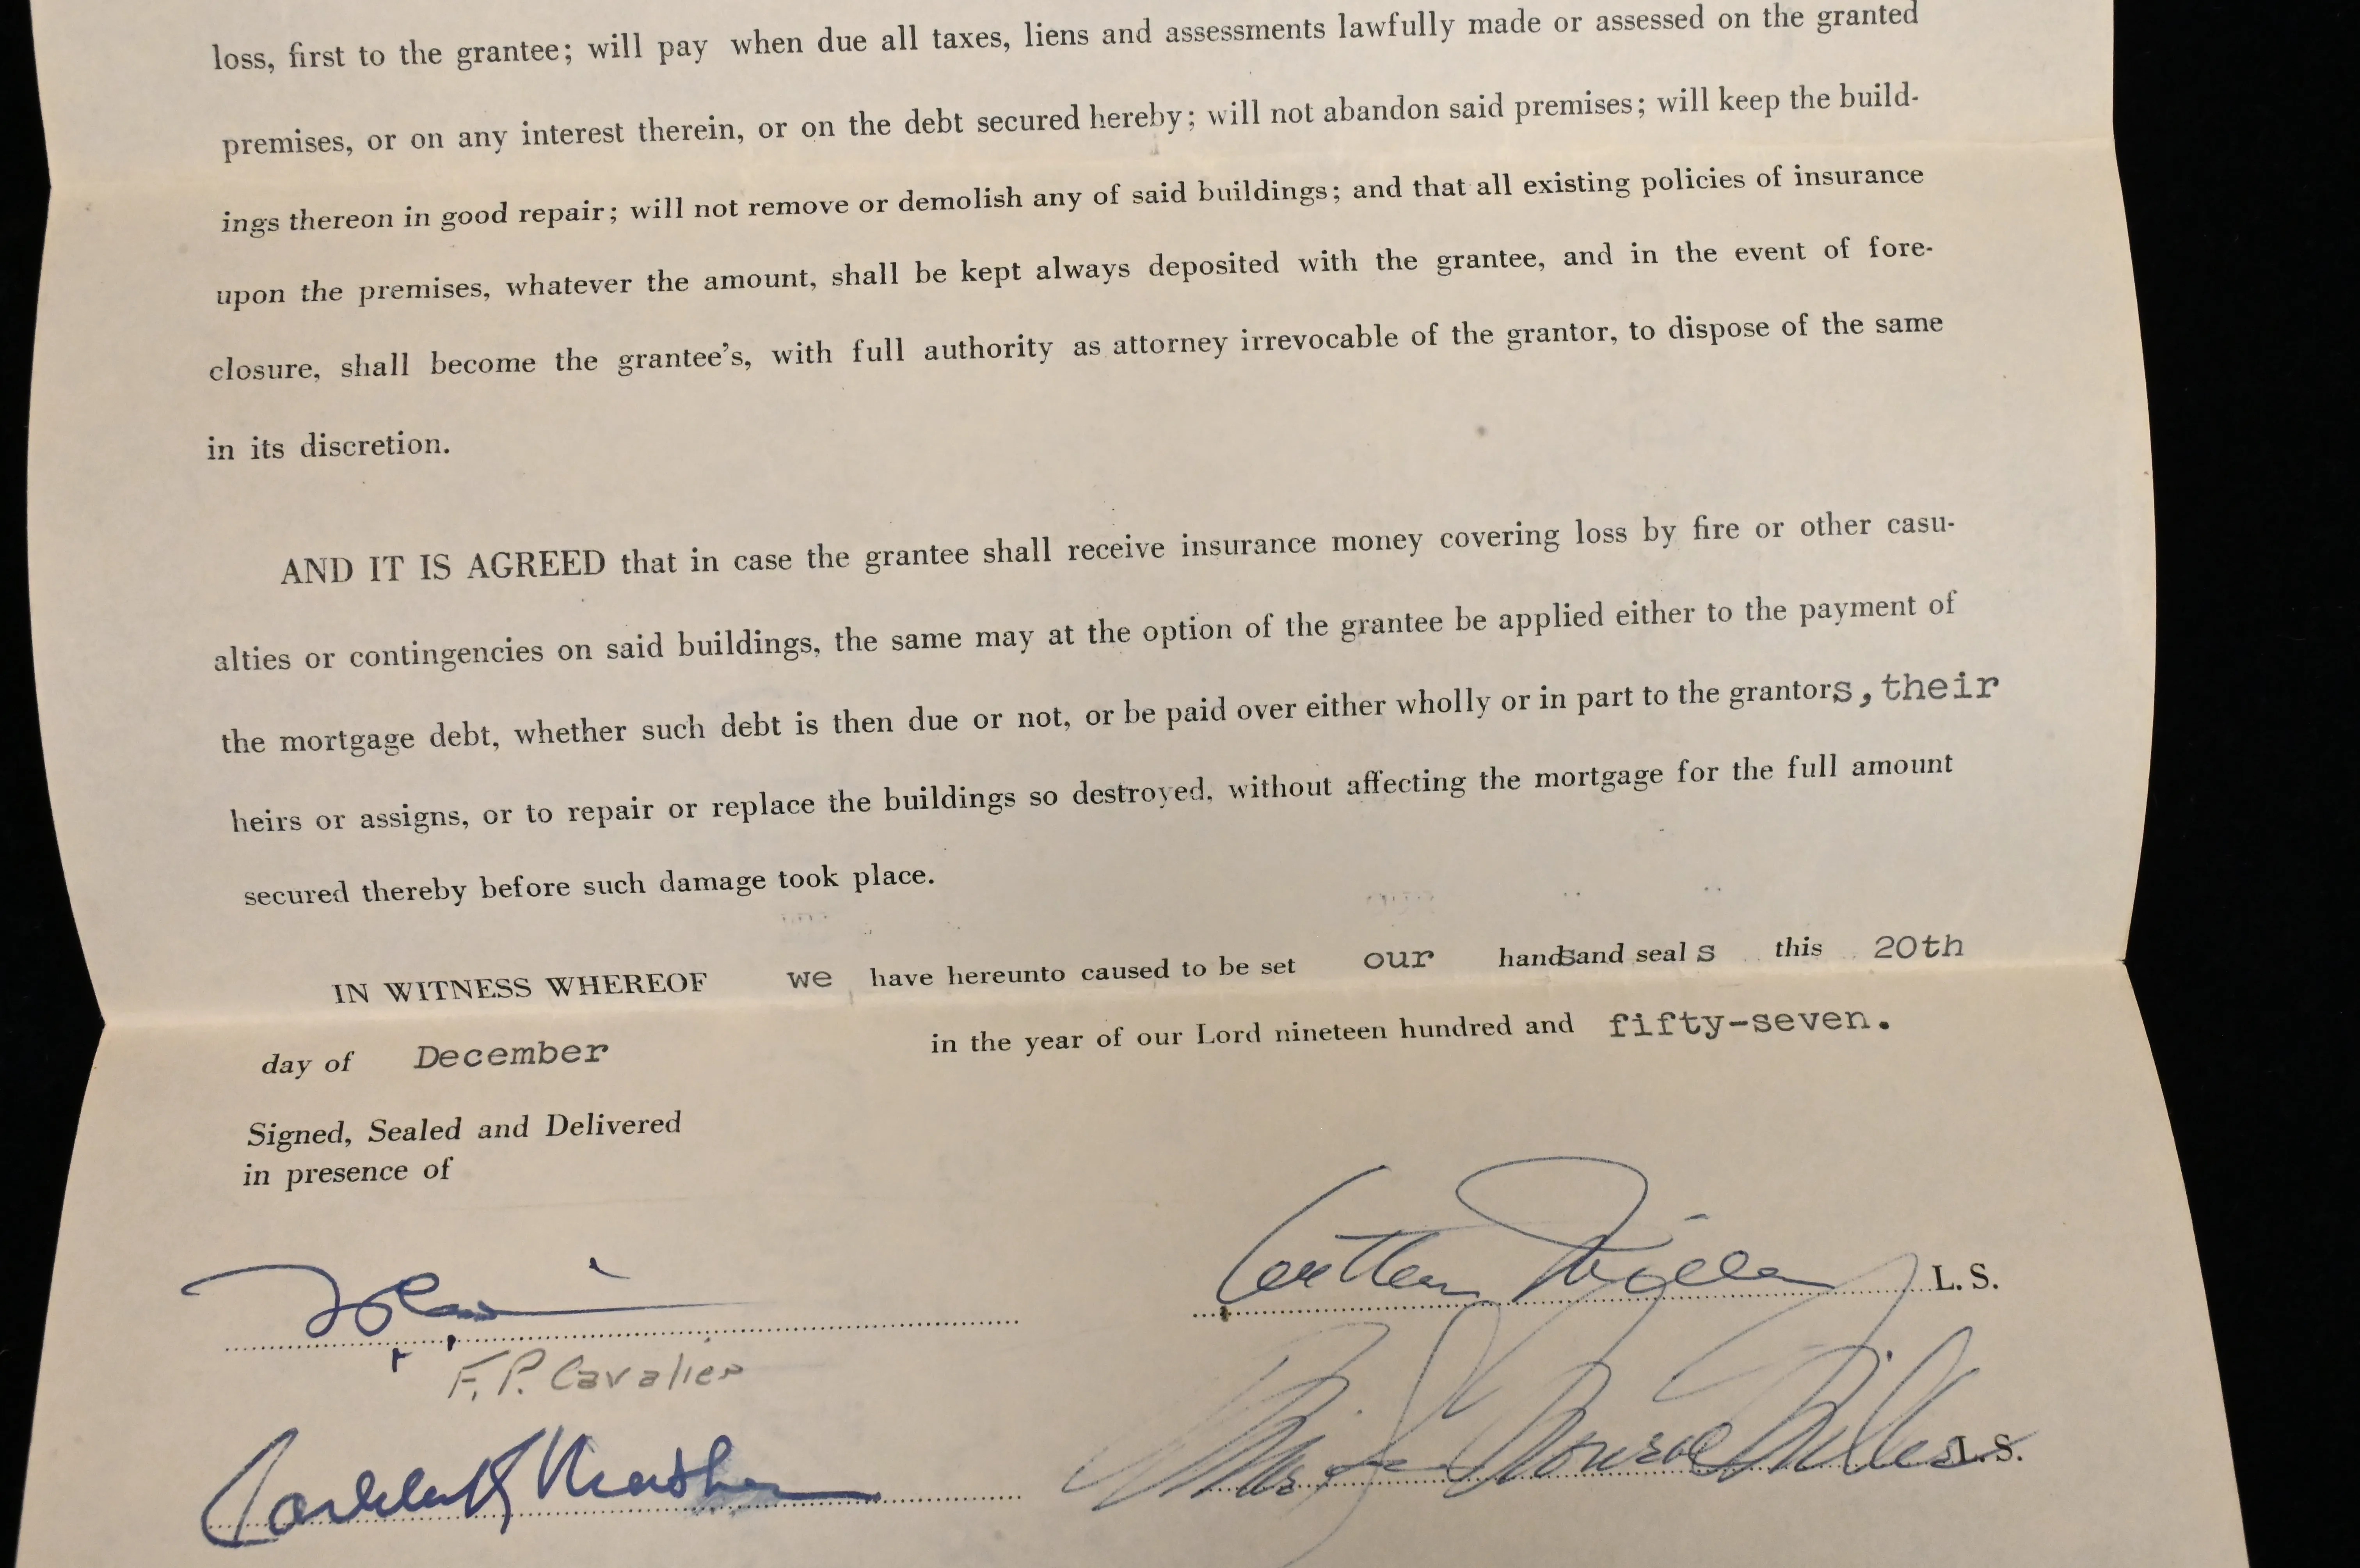 loss, first to the grantee; will pay when due all taxes, liens and assessments lawfully made or assessed on the granted
premises, or on any interest therein, or on the debt secured hereby; will not abandon said premises; will keep the build-
ings thereon in good repair; will not remove or demolish any of said buildings; and that all existing policies of insurance
upon the premises, whatever the amount, shall be kept always deposited with the grantee, and in the event of fore-
closure, shall become the grantee's, with full authority as attorney irrevocable of the grantor, to dispose of the same
in its discretion.
AND IT IS AGREED that in case the grantee shall receive insurance money covering loss by fire or other casu-
alties or contingencies on said buildings, the same may at the option of the grantee be applied either to the payment of
the mortgage debt, whether such debt is then due or not, or be paid over either wholly or in part to the grantors, their
heirs or assigns, or to repair or replace the buildings so destroyed, without affecting the mortgage for the full amount
secured thereby before such damage took place.
IN WITNESS WHEREOF we have hereunto caused to be set our hands and seals this 20th
day of December in the year of our Lord nineteen hundred and fifty-seven.
Signed, Sealed and Delivered
in presence of
Arthur Miller L. S.
F. P. Cavalier
Marilyn Monroe Miller L. S.